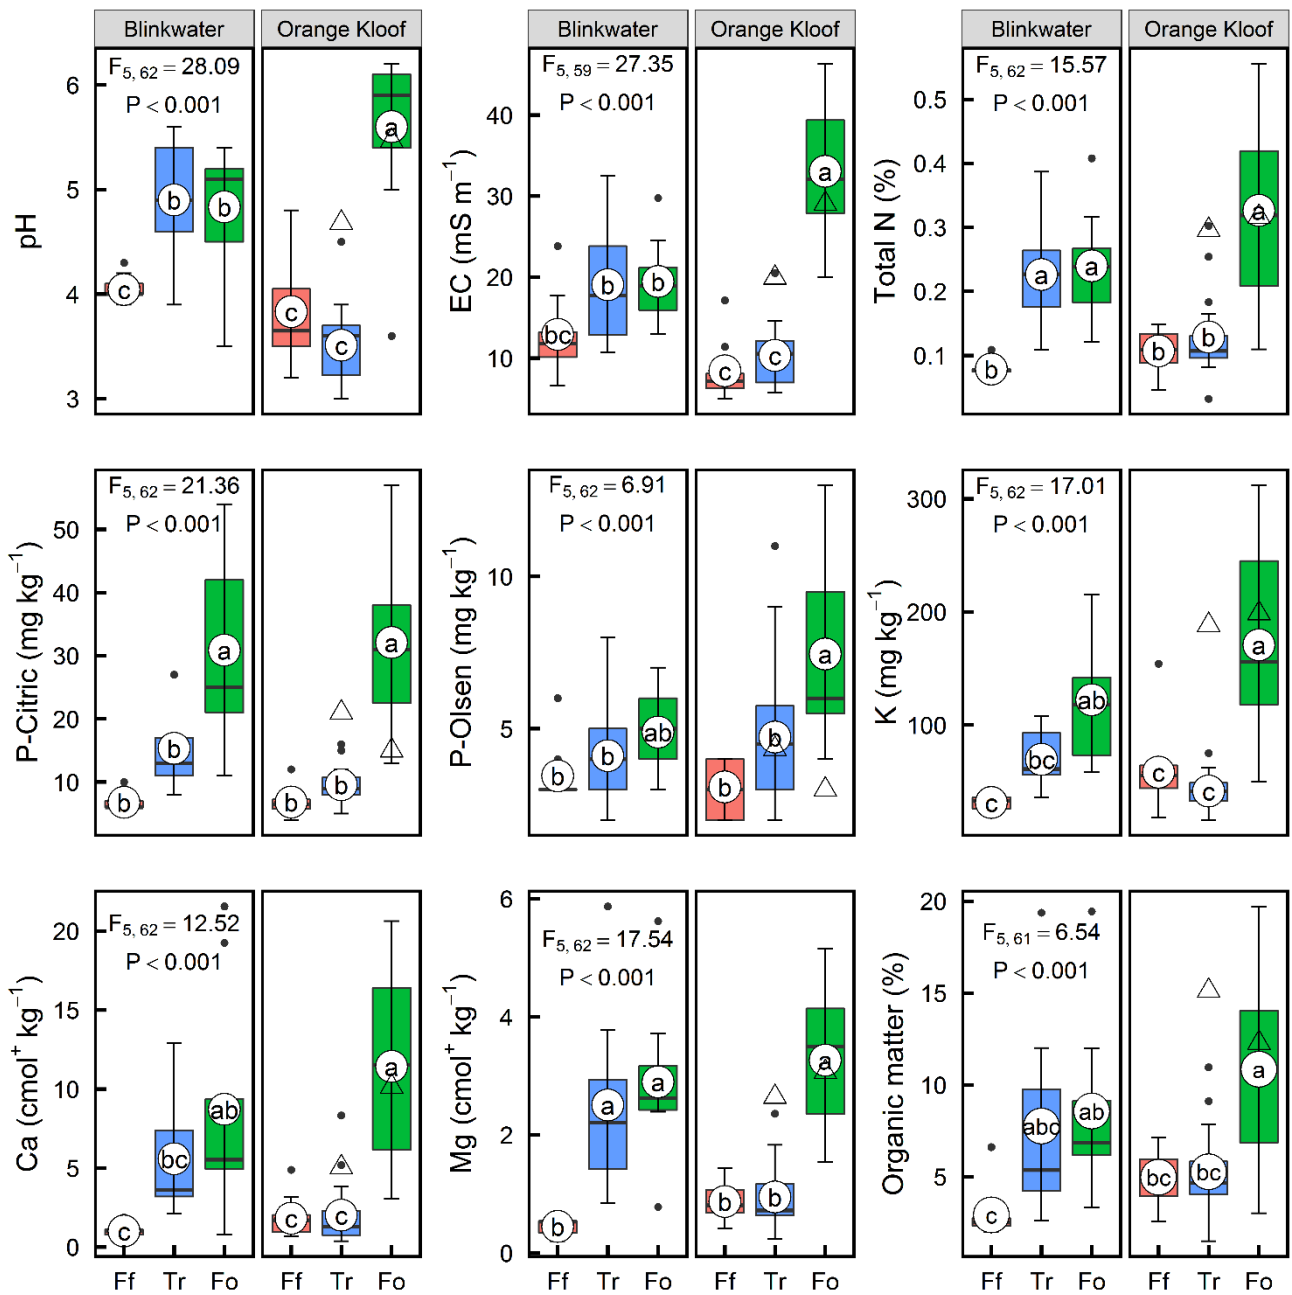 Blinkwater Orange Kloof
Blinkwater Orange Kloof
Blinkwater Orange Kloof
pH
6
5
4
3
F5, 62 = 28.09
P < 0.001
c b b
c c a
EC (mS m−1)
40
30
20
10
F5, 59 = 27.35
P < 0.001
bc b b
c c a
Total N (%)
0.5
0.4
0.3
0.2
0.1
F5, 62 = 15.57
P < 0.001
b a a
b b a
P-Citric (mg kg−1)
50
40
30
20
10
F5, 62 = 21.36
P < 0.001
b b a
b b a
P-Olsen (mg kg−1)
10
5
F5, 62 = 6.91
P < 0.001
b b ab
b b a
K (mg kg−1)
300
200
100
F5, 62 = 17.01
P < 0.001
c bc ab
c c a
Ca (cmol+ kg−1)
20
15
10
5
0
F5, 62 = 12.52
P < 0.001
c bc ab
c c a
Ff Tr Fo Ff Tr Fo
Mg (cmol+ kg−1)
6
4
2
0
F5, 62 = 17.54
P < 0.001
b a a
b b a
Ff Tr Fo Ff Tr Fo
Organic matter (%)
20
15
10
5
F5, 61 = 6.54
P < 0.001
c abc ab
bc bc a
Ff Tr Fo Ff Tr Fo